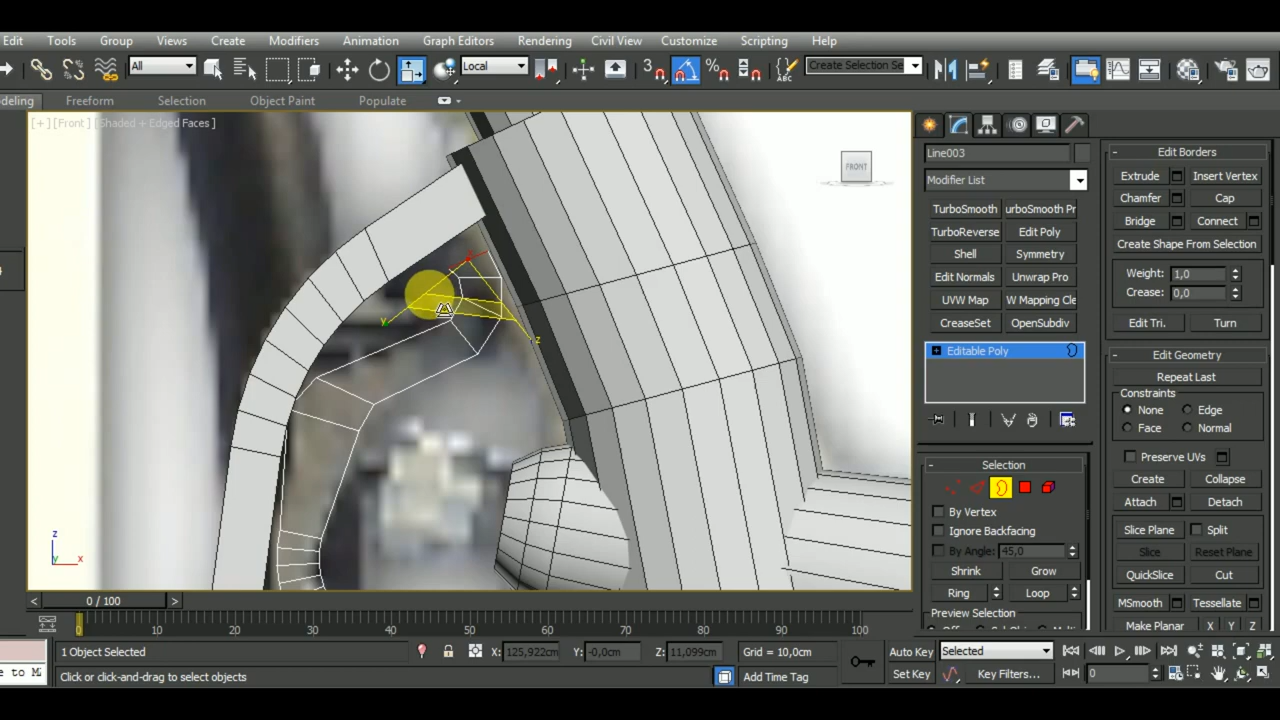 Edit Tools Group Views Create Modifiers Animation Graph Editors Rendering Civil View Customize Scripting Help
All Local 3 % ABC Create Selection Se
deling Freeform Selection Object Paint Populate
[+] [Front] [Shaded + Edged Faces ]
FRONT
y z
z
y x
Line003
Modifier List
TurboSmooth urboSmooth Pr
TurboReverse Edit Poly
Shell Symmetry
Edit Normals Unwrap Pro
UVW Map W Mapping Cle
CreaseSet OpenSubdiv
+ Editable Poly
- Selection
By Vertex
Ignore Backfacing
By Angle: 45,0
Shrink Grow
Ring Loop
Preview Selection
- Edit Borders
Extrude Insert Vertex
Chamfer Cap
Bridge Connect
Create Shape From Selection
Weight: 1,0
Crease: 0,0
Edit Tri. Turn
- Edit Geometry
Repeat Last
Constraints
None Edge
Face Normal
Preserve UVs
Create Collapse
Attach Detach
Slice Plane Split
Slice Reset Plane
QuickSlice Cut
MSmooth Tessellate
Make Planar X Y Z
< 0 / 100 >
0 10 20 30 40 50 60 70 80 90 100
1 Object Selected X: 125,922cm Y: -0,0cm Z: 11,099cm Grid = 10,0cm Auto Key Selected
Click or click-and-drag to select objects Add Time Tag Set Key Key Filters... 0